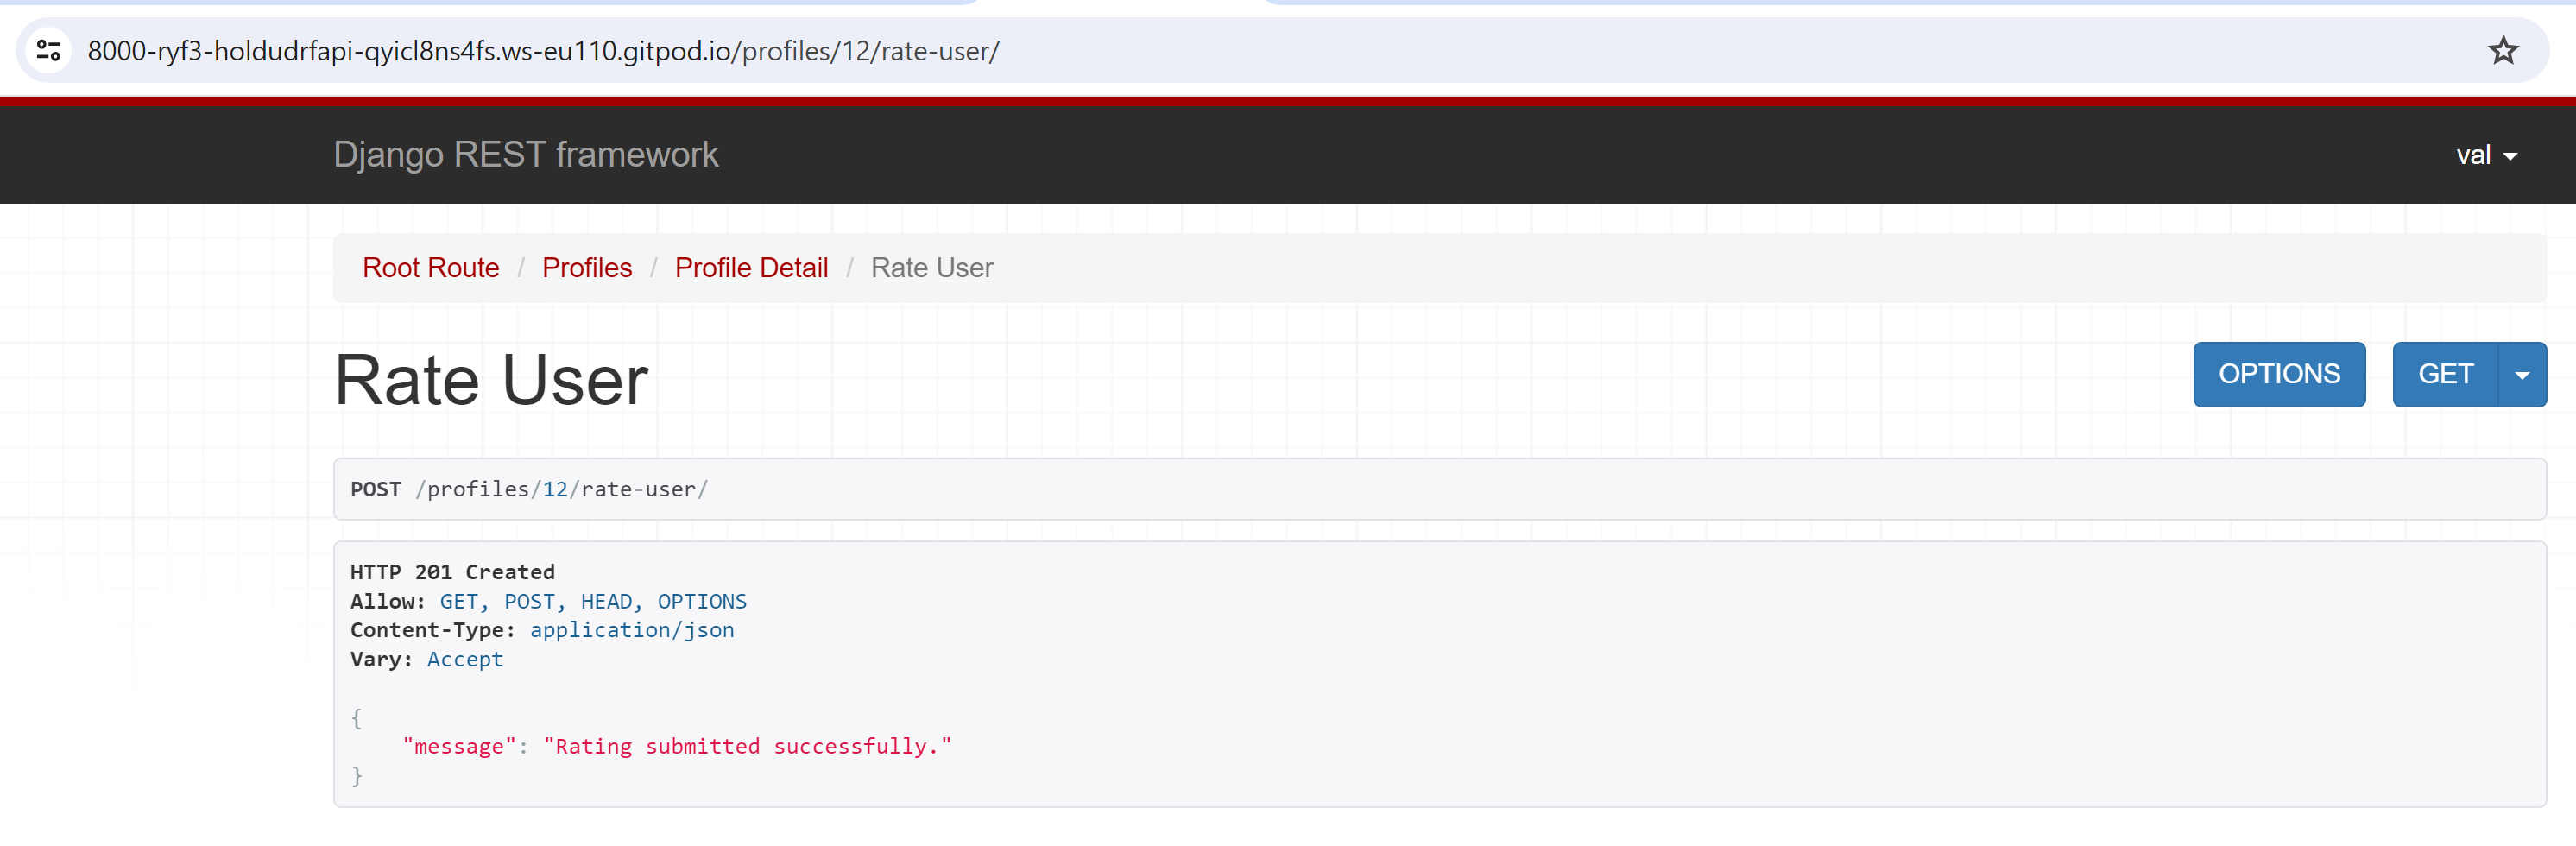 8000-ryf3-holdudrfapi-qyicl8ns4fs.ws-eu110.gitpod.io/profiles/12/rate-user/
Django REST framework
val
Root Route / Profiles / Profile Detail / Rate User
Rate User
OPTIONS
GET
POST /profiles/12/rate-user/
HTTP 201 Created
Allow: GET, POST, HEAD, OPTIONS
Content-Type: application/json
Vary: Accept
{
"message": "Rating submitted successfully."
}